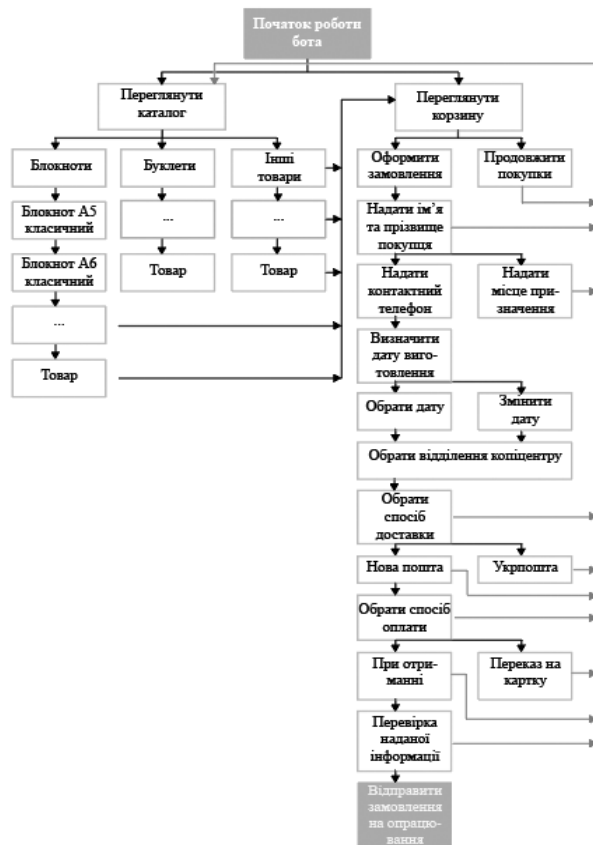 Початок роботи
бота
Переглянути
каталог
Переглянути
корзину
Блокноти
Буклети
Інші
товари
Оформити
замовлення
Продовжити
покупки
Блокнот А5
класичний
...
...
Надати ім’я
та прізвище
покупця
Блокнот А6
класичний
Товар
Товар
Надати
контактний
телефон
Надати
місце при-
значення
...
Визначити
дату виго-
товлення
Товар
Обрати дату
Змінити
дату
Обрати відділення копіцентру
Обрати
спосіб
доставки
Нова пошта
Укрпошта
Обрати спосіб
оплати
При отри-
манні
Переказ на
картку
Перевірка
наданої
інформації
Відправити
замовлення
на опрацю-
вання